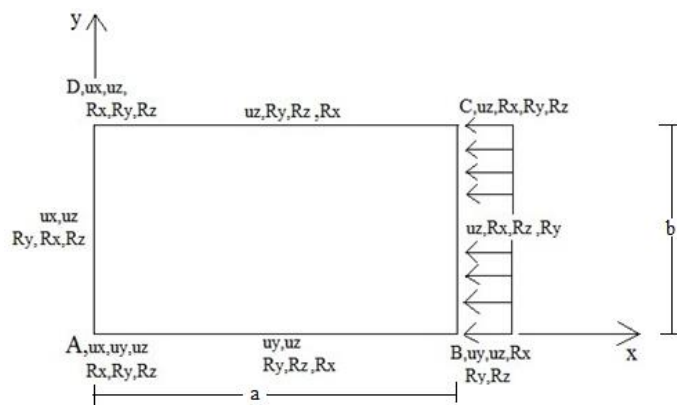 y
D,ux,uz,
Rx,Ry,Rz
uz,Ry,Rz ,Rx
C,uz,Rx,Ry,Rz
ux,uz
Ry, Rx,Rz
uz,Rx,Rz ,Ry
b
A,ux,uy,uz
Rx,Ry,Rz
uy,uz
Ry,Rz ,Rx
B,uy,uz,Rx
Ry,Rz
x
a